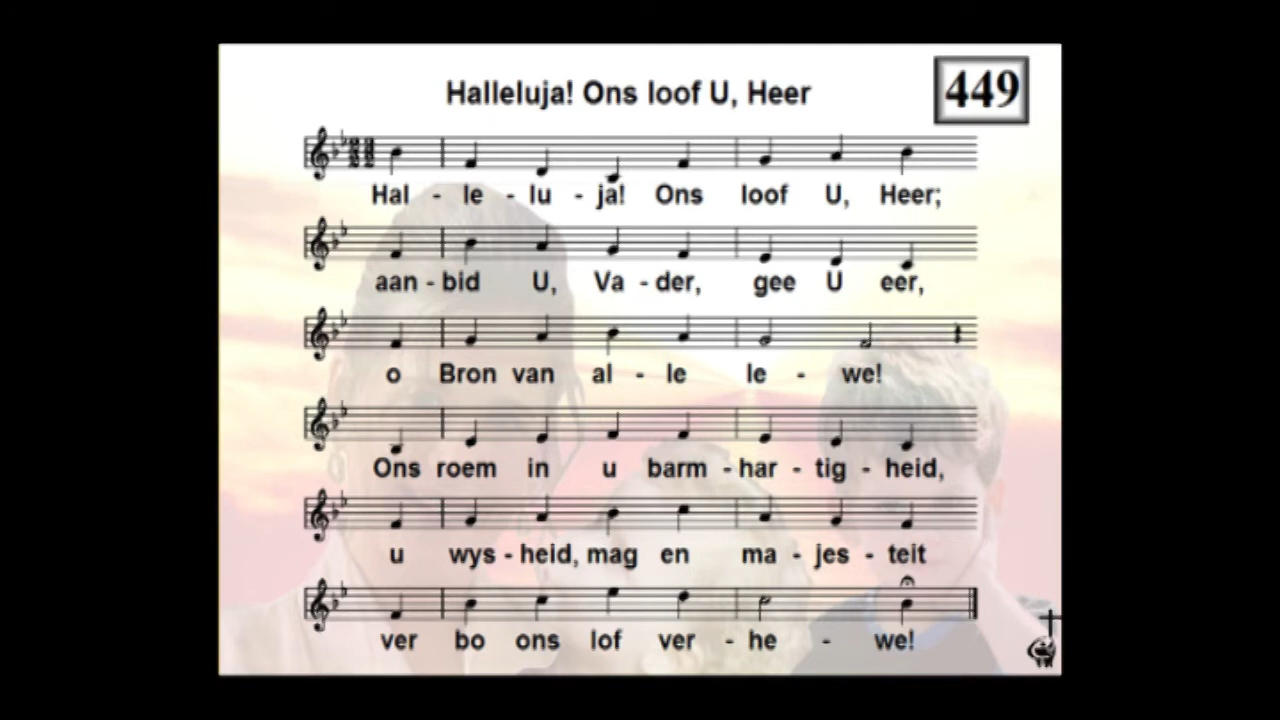 Halleluja! Ons loof U, Heer
449
Hal - le - lu - ja! Ons loof U, Heer;
aan - bid U, Va - der, gee U eer,
o Bron van al - le le - we!
Ons roem in u barm - har - tig - heid,
u wys - heid, mag en ma - jes - teit
ver bo ons lof ver - he - we!